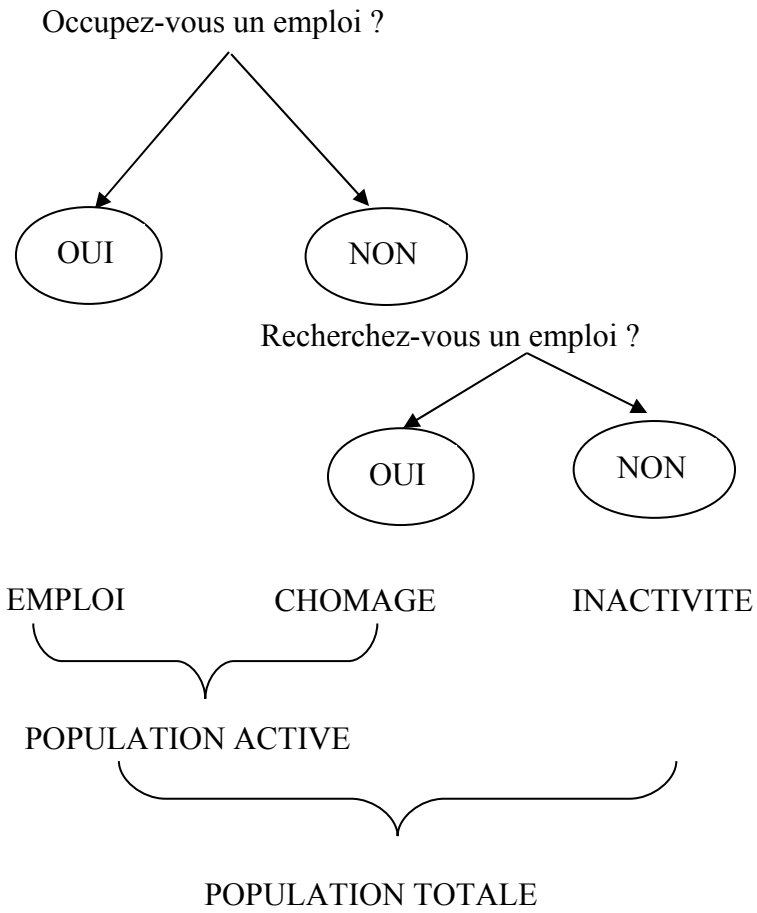 Occupez-vous un emploi ?
OUI
NON
Recherchez-vous un emploi ?
OUI
NON
EMPLOI
CHOMAGE
INACTIVITE
POPULATION ACTIVE
POPULATION TOTALE